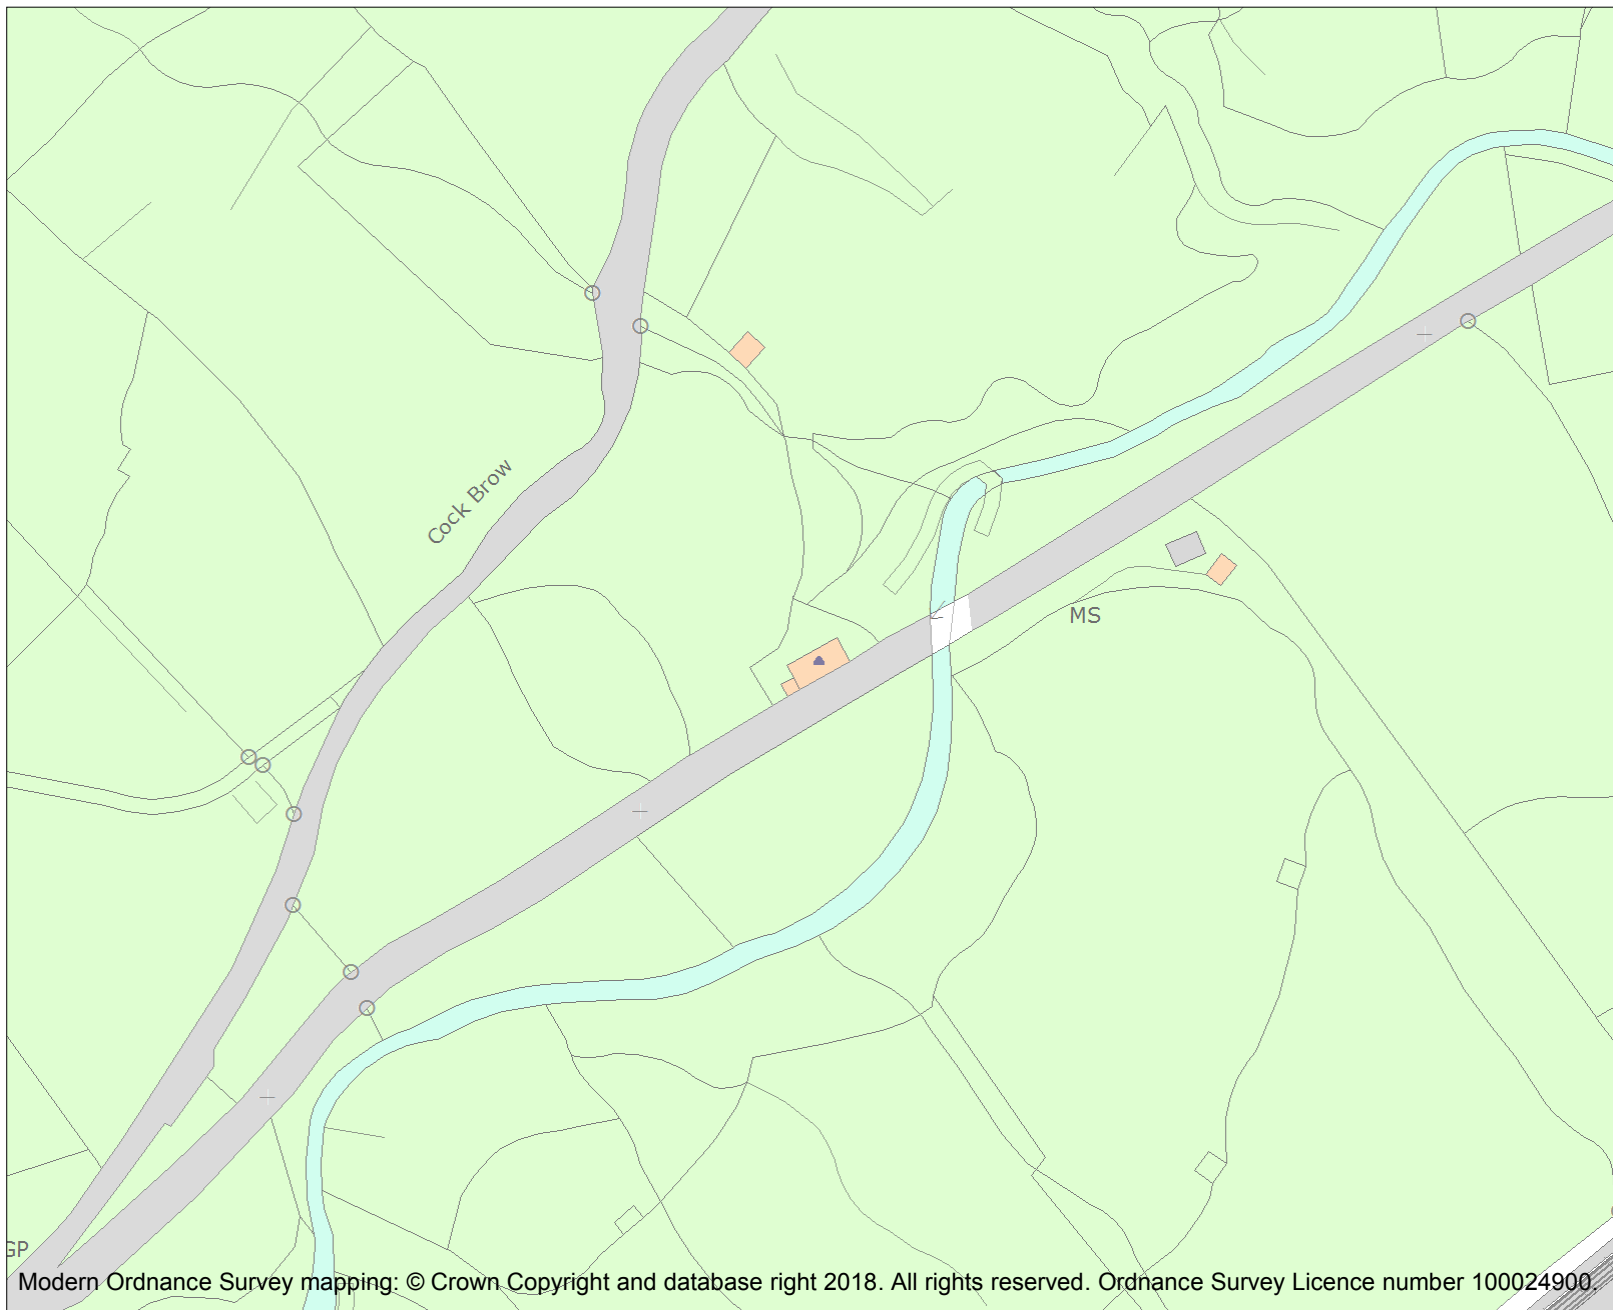 Cock Brow
MS
GP
Modern Ordnance Survey mapping: © Crown Copyright and database right 2018. All rights reserved. Ordnance Survey Licence number 100024900.